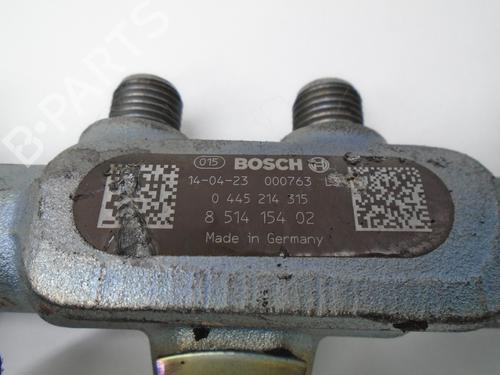 B-PARTS
015 BOSCH
14-04-23 000763
0 445 214 315
8 514 154 02
Made in Germany